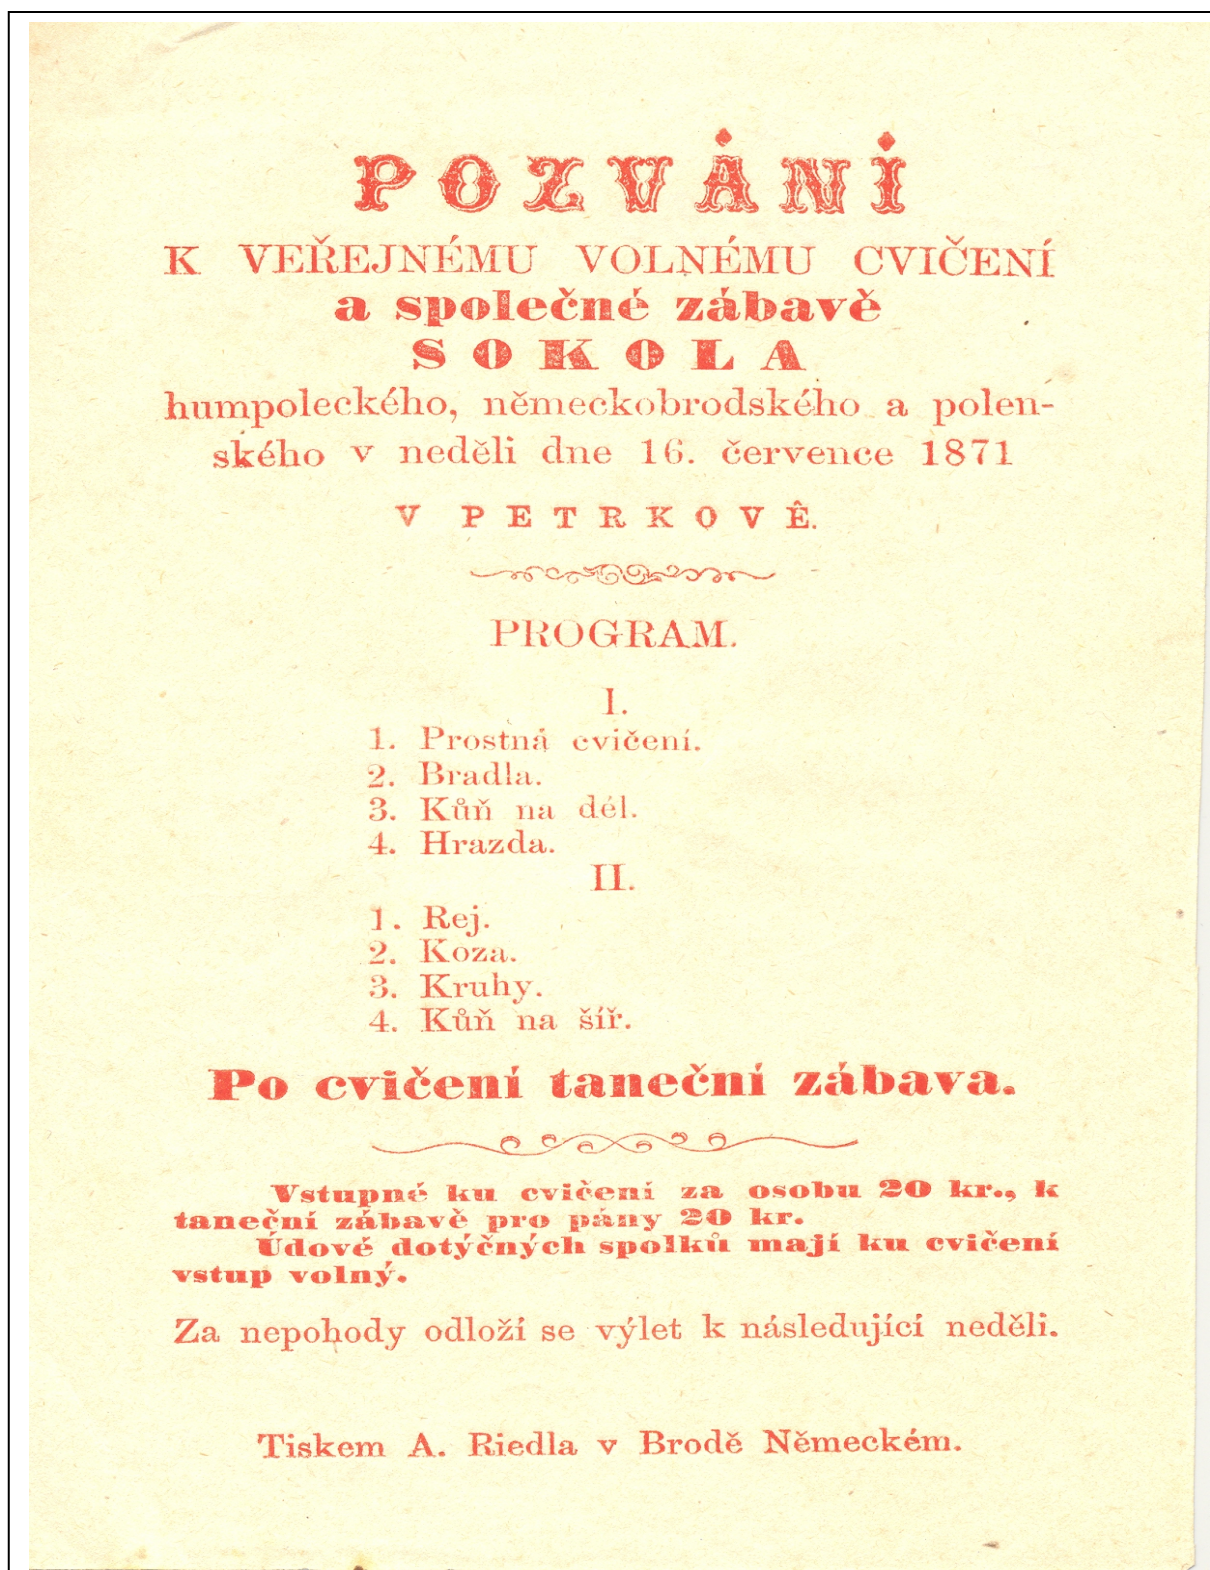 POZVÁNÍ
K VEŘEJNÉMU VOLNÉMU CVIČENÍ
a společné zábavě
SOKOLA
humpoleckého, německobrodského a polen-
ského v neděli dne 16. července 1871
V PETRKOVĚ.
PROGRAM.
I.
1. Prostná cvičení.
2. Bradla.
3. Kůň na dél.
4. Hrazda.
II.
1. Rej.
2. Koza.
3. Kruhy.
4. Kůň na šíř.
Po cvičení taneční zábava.
Vstupné ku cvičení za osobu 20 kr., k
taneční zábavě pro pány 20 kr.
Údové dotýčných spolků mají ku cvičení
vstup volný.
Za nepohody odloží se výlet k následující neděli.
Tiskem A. Riedla v Brodě Německém.